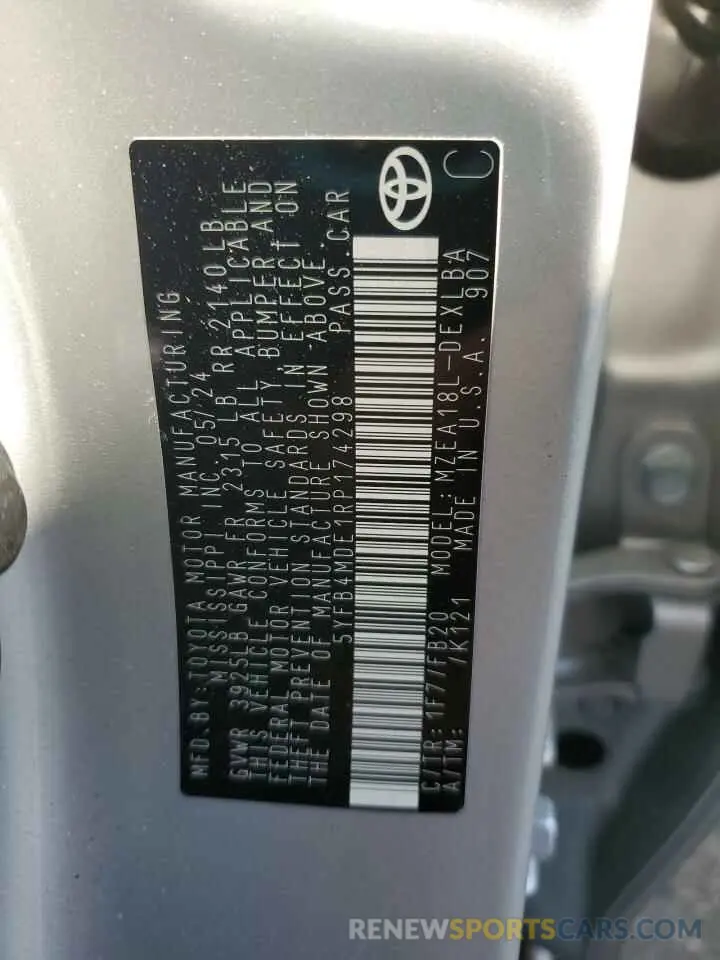 MFD.BY:TOYOTA MOTOR MANUFACTURING
MISSISSIPPI INC.05/24
GVWR 3925LB GAWR FR 2315 LB RR 2140 LB
THIS VEHICLE CONFORMS TO ALL APPLICABLE
FEDERAL MOTOR VEHICLE SAFETY BUMPER AND
THEFT PREVENTION STANDARDS IN EFFECT ON
THE DATE OF MANUFACTURE SHOWN ABOVE.
5YFB4MDE1RP174298 PASS.CAR
C/TR: 1F7/FB20 MODEL: MZEA18L-DEXLBA
A/TM: /K121 MADE IN U.S.A. 907
C
RENEWSPORTSCARS.COM